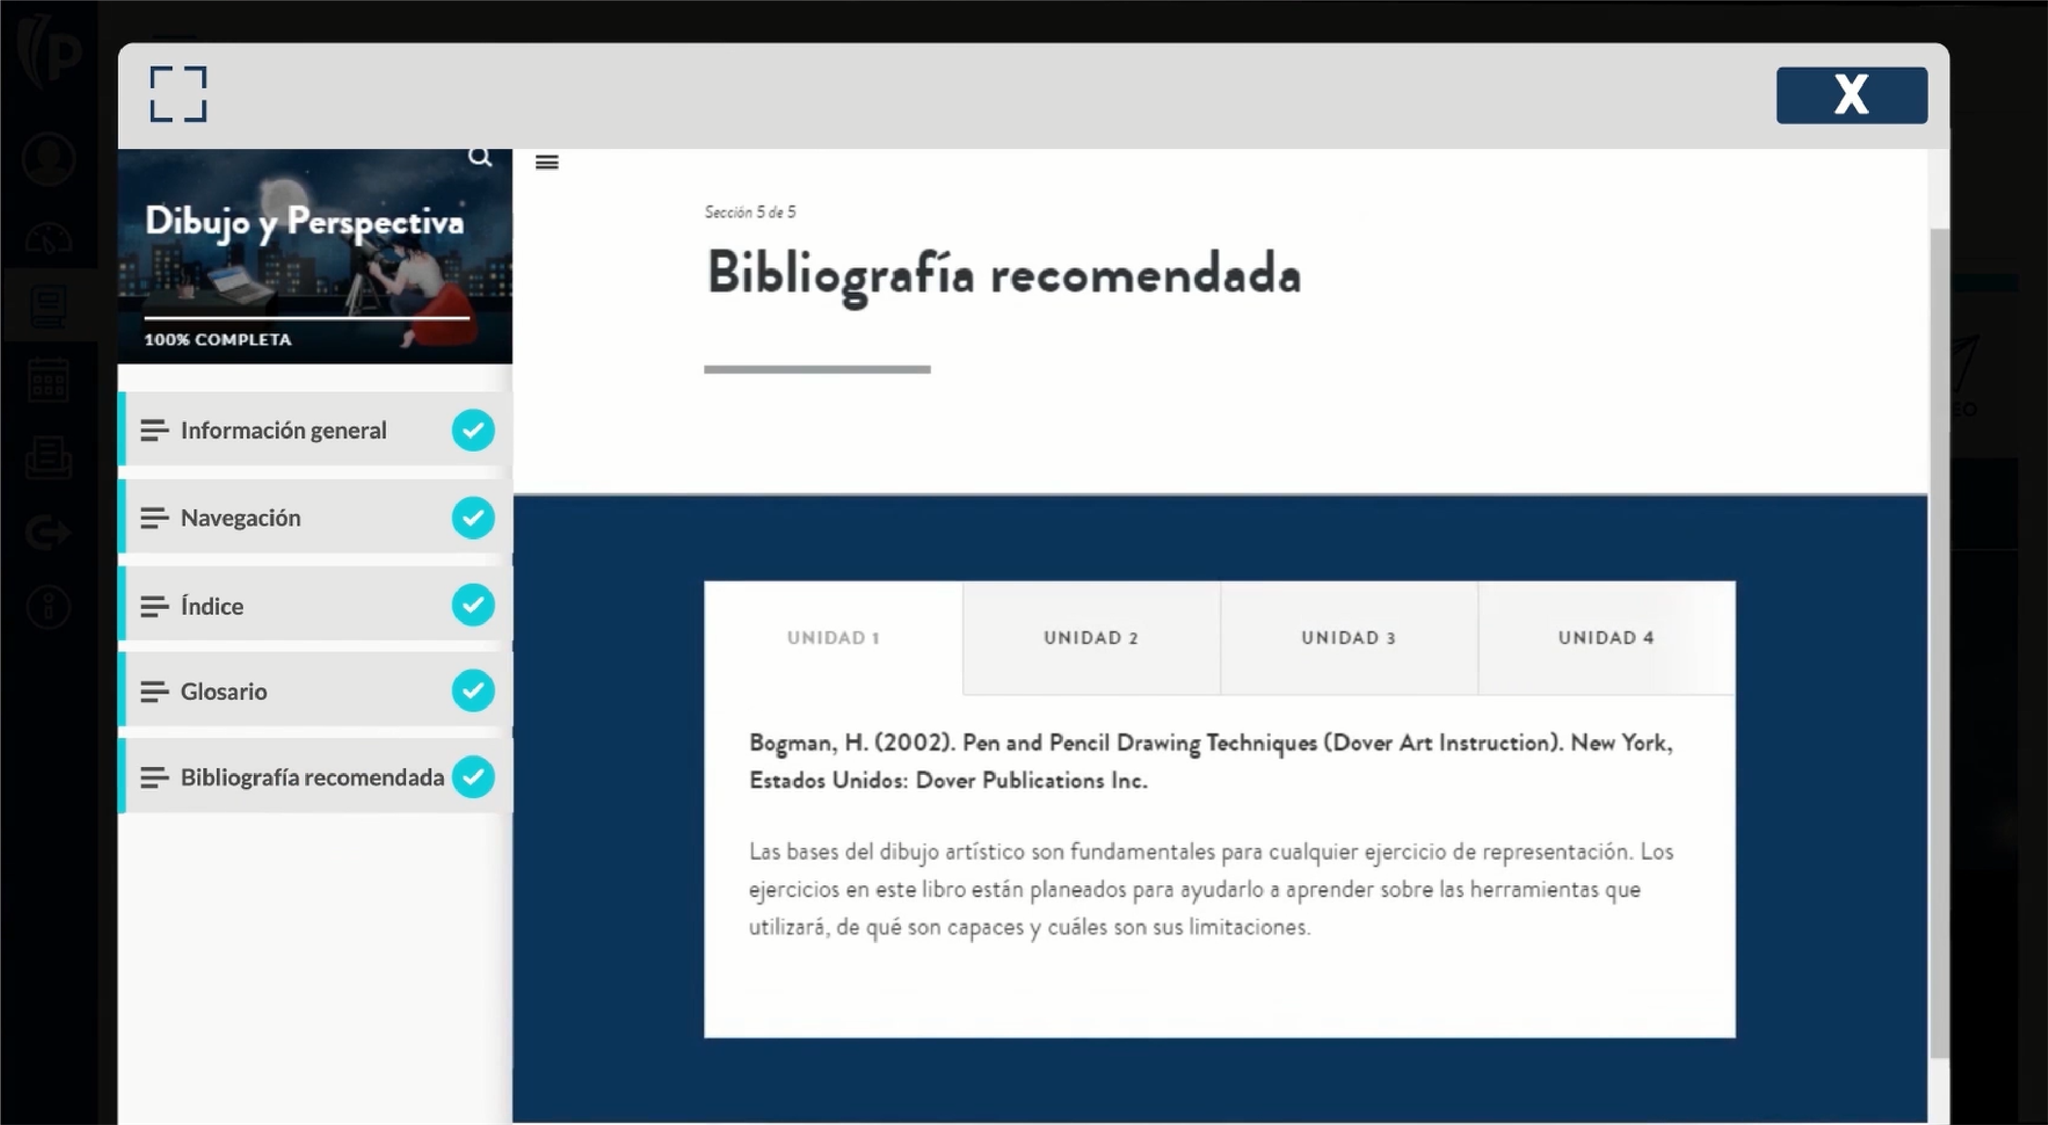 X
Dibujo y Perspectiva
100% COMPLETA
Información general
Navegación
Índice
Glosario
Bibliografía recomendada
Sección 5 de 5
Bibliografía recomendada
UNIDAD 1
UNIDAD 2
UNIDAD 3
UNIDAD 4
Bogman, H. (2002). Pen and Pencil Drawing Techniques (Dover Art Instruction). New York,
Estados Unidos: Dover Publications Inc.
Las bases del dibujo artístico son fundamentales para cualquier ejercicio de representación. Los
ejercicios en este libro están planeados para ayudarlo a aprender sobre las herramientas que
utilizará, de qué son capaces y cuáles son sus limitaciones.